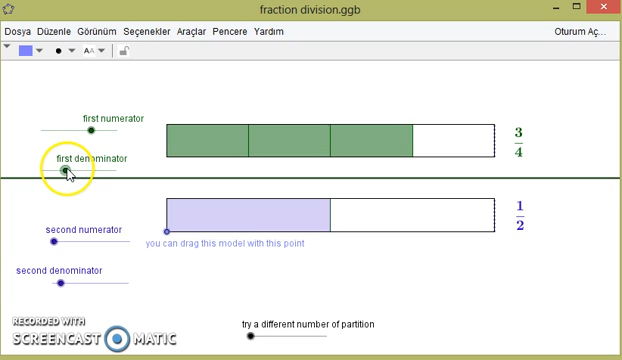 fraction division.ggb
Dosya Düzenle Görünüm Seçenekler Araçlar Pencere Yardım Oturum Aç...
AA
first numerator
3
4
first denominator
1
2
second numerator
you can drag this model with this point
second denominator
try a different number of partition
RECORDED WITH
SCREENCAST MATIC